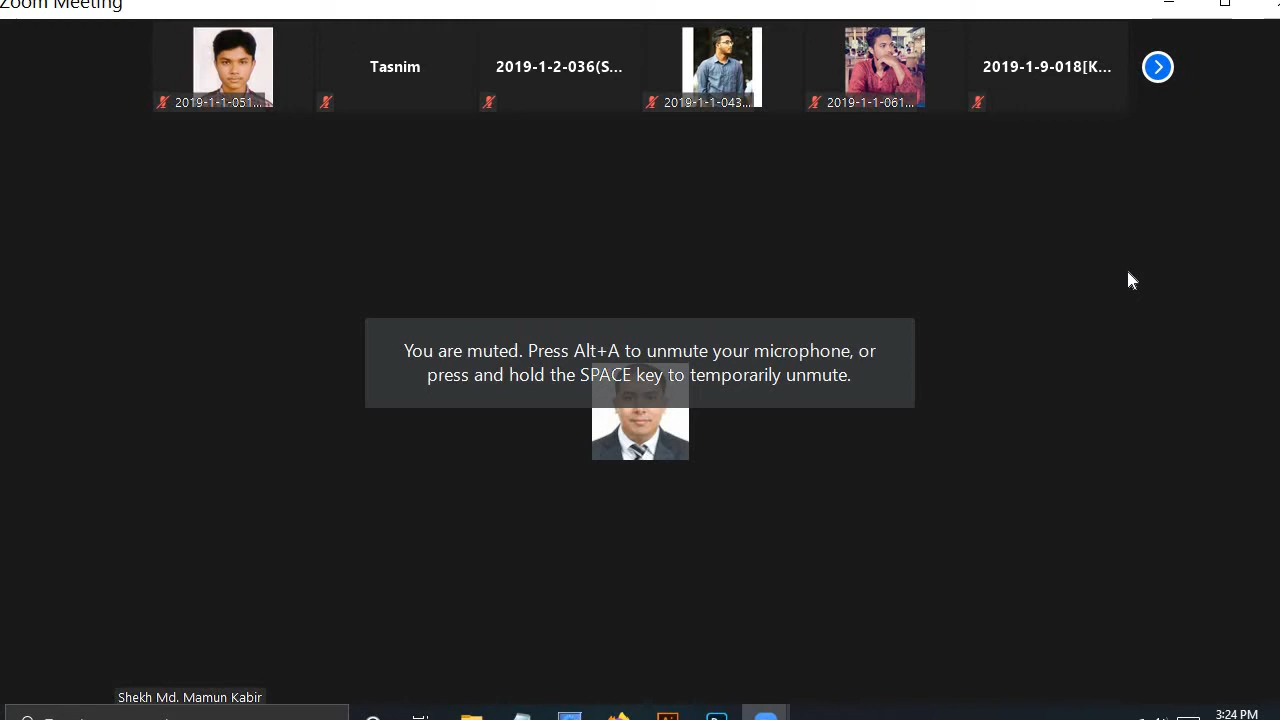 Zoom Meeting
Tasnim
2019-1-2-036(S...
2019-1-9-018[K...
2019-1-1-051...
2019-1-1-043...
2019-1-1-061...
You are muted. Press Alt+A to unmute your microphone, or
press and hold the SPACE key to temporarily unmute.
Shekh Md. Mamun Kabir
3:24 PM